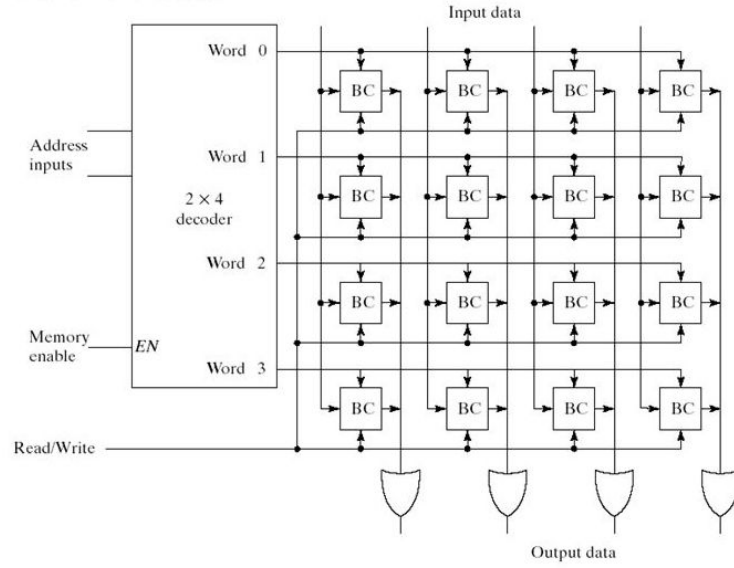 Input data
Word 0
BC BC BC BC
Address
inputs
Word 1
2 × 4
decoder
BC BC BC BC
Word 2
BC BC BC BC
Memory
enable
EN
Word 3
BC BC BC BC
Read/Write
Output data